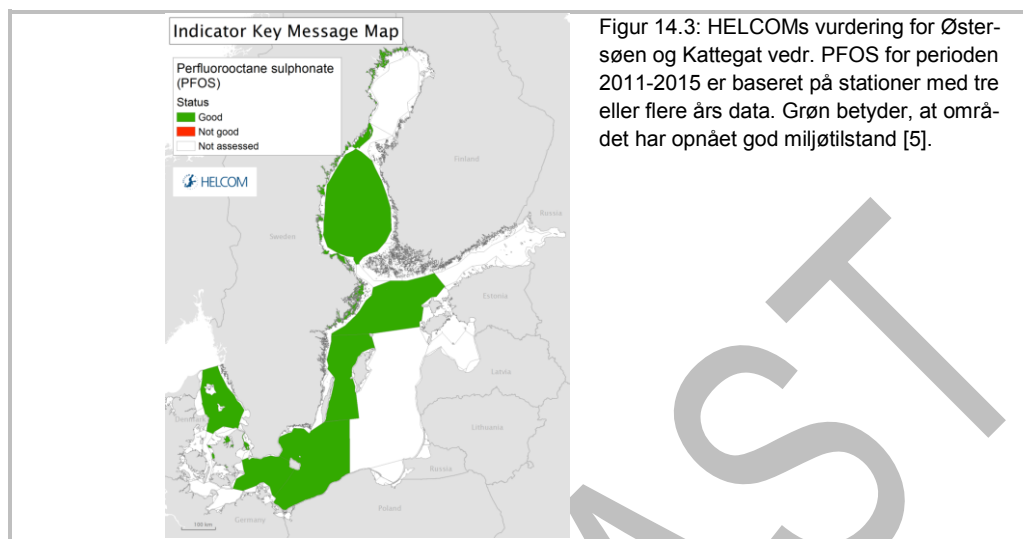 Indicator Key Message Map
Perfluorooctane sulphonate
(PFOS)
Status
Good
Not good
Not assessed
HELCOM
Finland
Russia
Sweden
Estonia
Latvia
Denmark
Lithuania
Russia
Poland
Germany
100 km
Figur 14.3: HELCOMs vurdering for Øster-
søen og Kattegat vedr. PFOS for perioden
2011-2015 er baseret på stationer med tre
eller flere års data. Grøn betyder, at områ-
det har opnået god miljøtilstand [5].